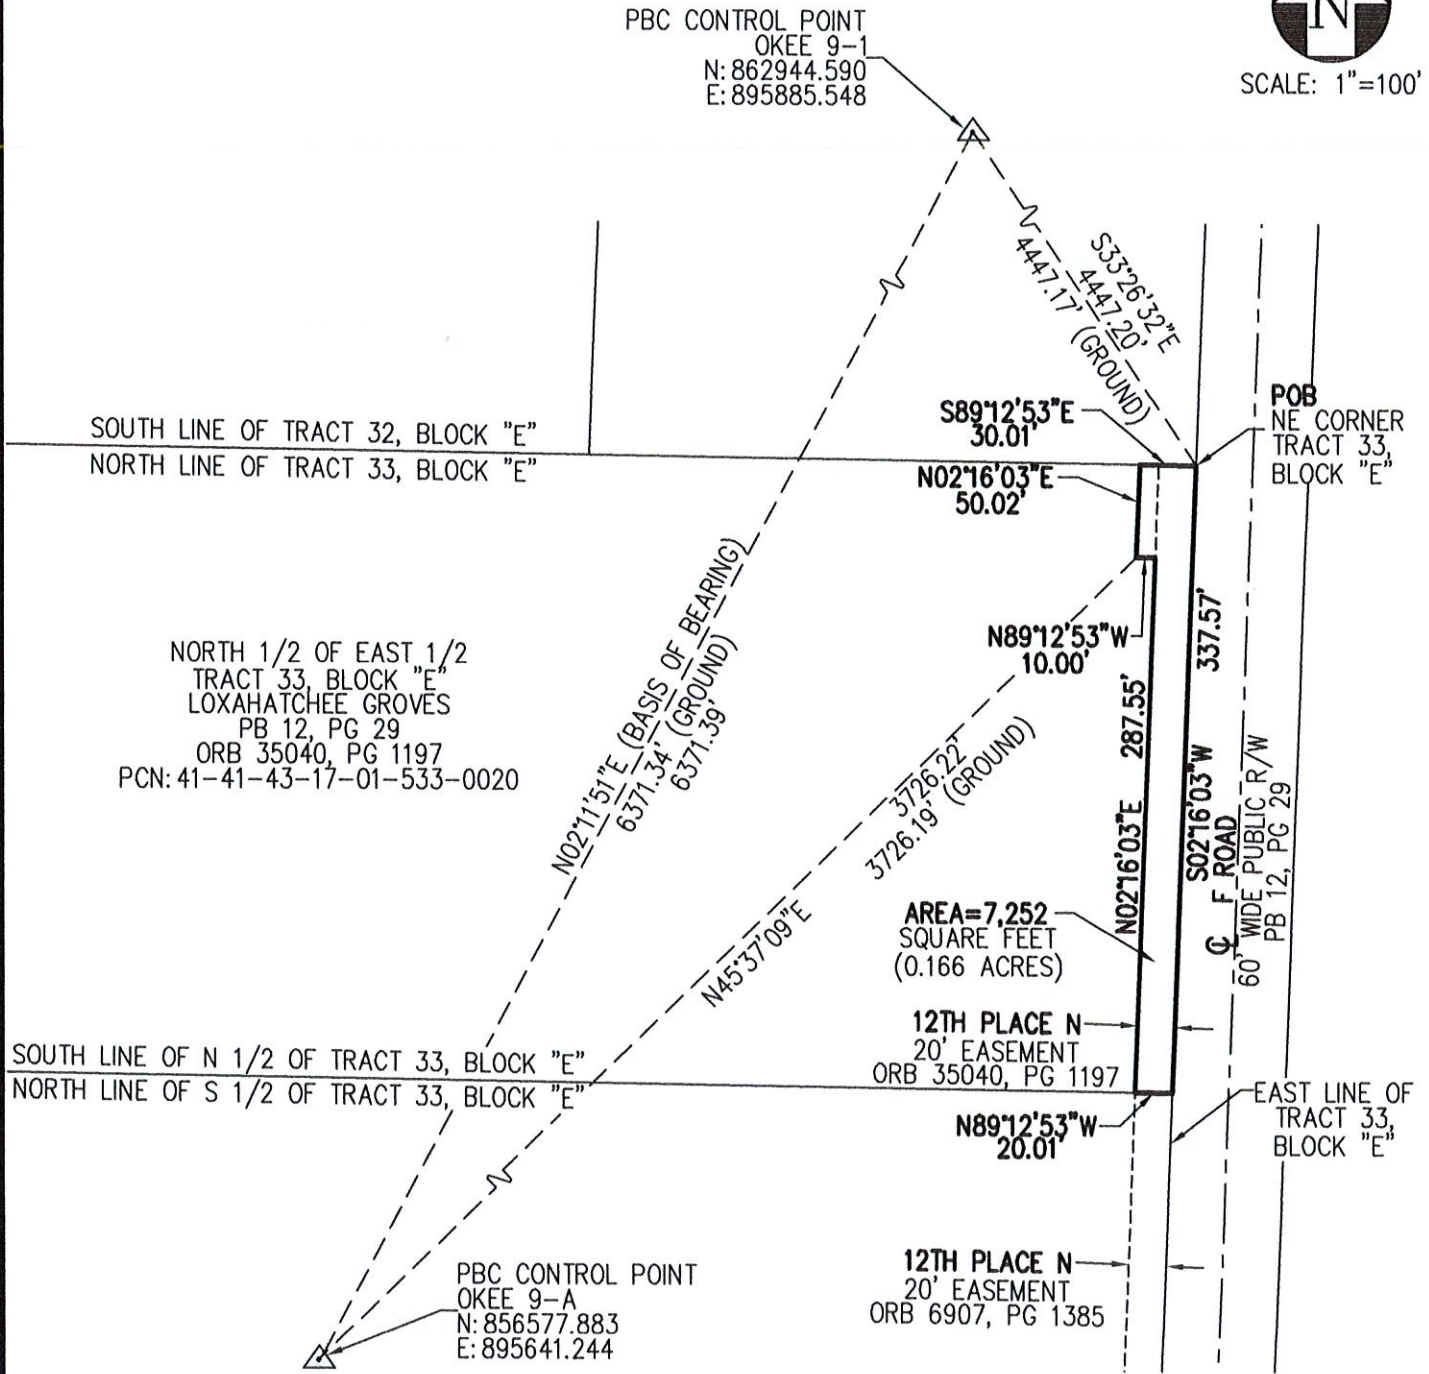 PBC CONTROL POINT
OKEE 9-1
N: 862944.590
E: 895885.548
N
SCALE: 1"=100'
S33°26'32"E
4447.20'
4447.17' (GROUND)
SOUTH LINE OF TRACT 32, BLOCK "E"
NORTH LINE OF TRACT 33, BLOCK "E"
S89°12'53"E
30.01'
N02°16'03"E
50.02'
POB
NE CORNER
TRACT 33,
BLOCK "E"
N89°12'53"W
10.00'
NORTH 1/2 OF EAST 1/2
TRACT 33, BLOCK "E"
LOXAHATCHEE GROVES
PB 12, PG 29
ORB 35040, PG 1197
PCN: 41-41-43-17-01-533-0020
N02°11'51"E (BASIS OF BEARING)
6371.34' (GROUND)
6371.39'
3726.22'
3726.19' (GROUND)
N45°37'09"E
N02°16'03"E 287.55'
S02°16'03"W 337.57'
℄ F ROAD
60' WIDE PUBLIC R/W
PB 12, PG 29
AREA=7,252
SQUARE FEET
(0.166 ACRES)
12TH PLACE N
20' EASEMENT
ORB 35040, PG 1197
SOUTH LINE OF N 1/2 OF TRACT 33, BLOCK "E"
NORTH LINE OF S 1/2 OF TRACT 33, BLOCK "E"
N89°12'53"W
20.01'
EAST LINE OF
TRACT 33,
BLOCK "E"
12TH PLACE N
20' EASEMENT
ORB 6907, PG 1385
PBC CONTROL POINT
OKEE 9-A
N: 856577.883
E: 895641.244